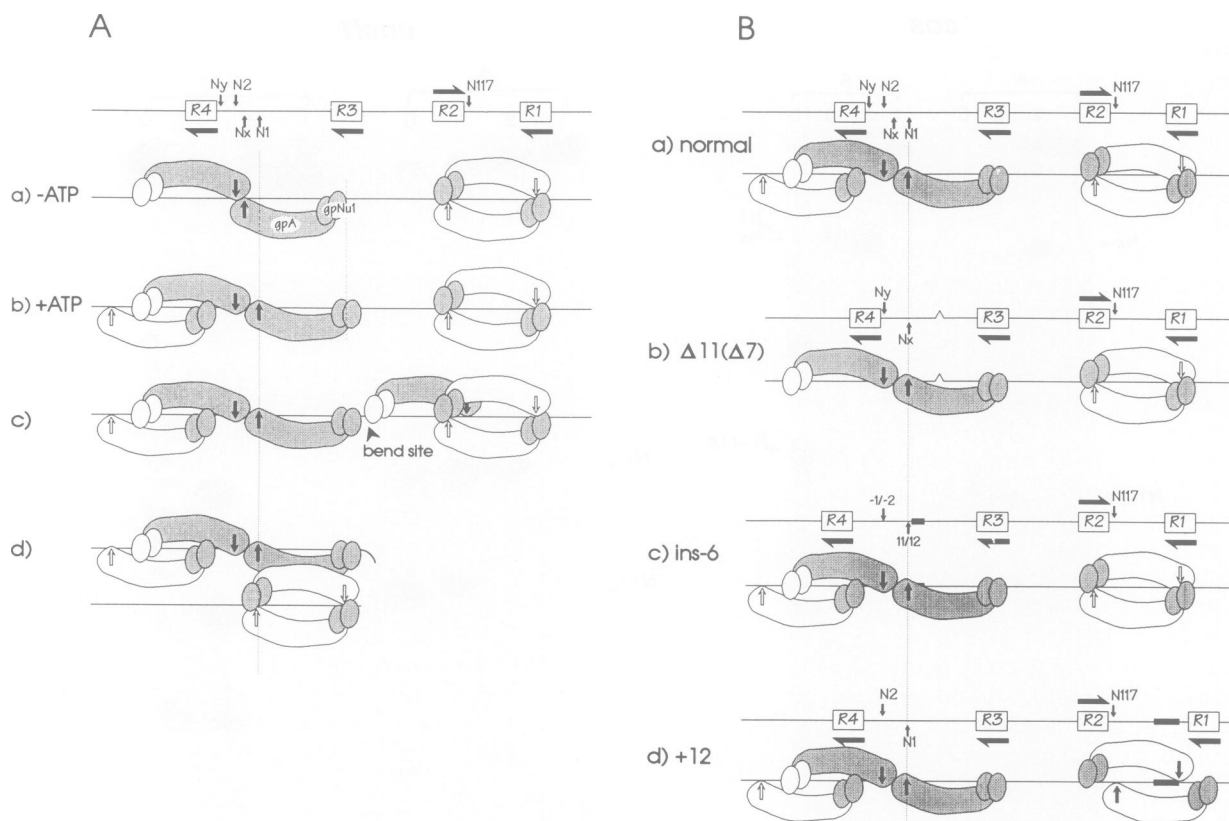 A
Ny N2 N117
R4 R3 R2 R1
Nx N1
a) -ATP
gpA gpNu1
b) +ATP
c)
bend site
d)
B
Ny N2 N117
R4 R3 R2 R1
Nx N1
a) normal
Ny N117
R4 R3 R2 R1
Nx
b) Δ11(Δ7)
-1/-2 N117
R4 R3 R2 R1
11/12
c) ins-6
N2 N117
R4 R3 R2 R1
N1
d) +12